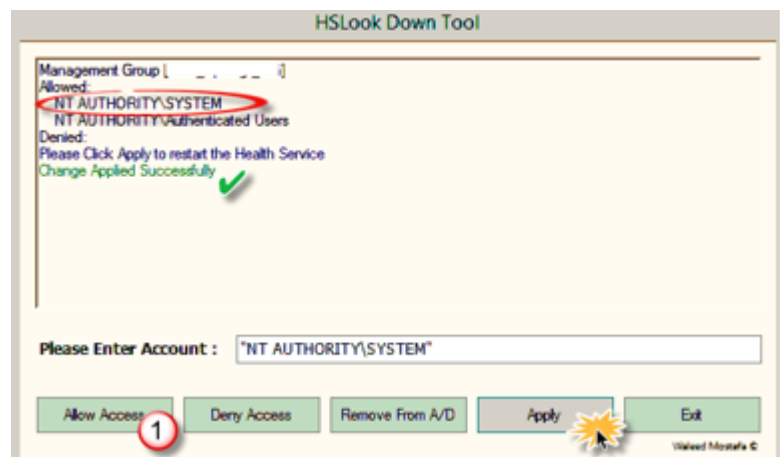 HSLook Down Tool
Management Group [
Allowed:
NT AUTHORITY\SYSTEM
NT AUTHORITY\Authenticated Users
Denied:
Please Click Apply to restart the Health Service
Change Applied Successfully
Please Enter Account :
"NT AUTHORITY\SYSTEM"
Allow Access
1
Deny Access
Remove From A/D
Apply
Exit
Waleed Mostafa ©